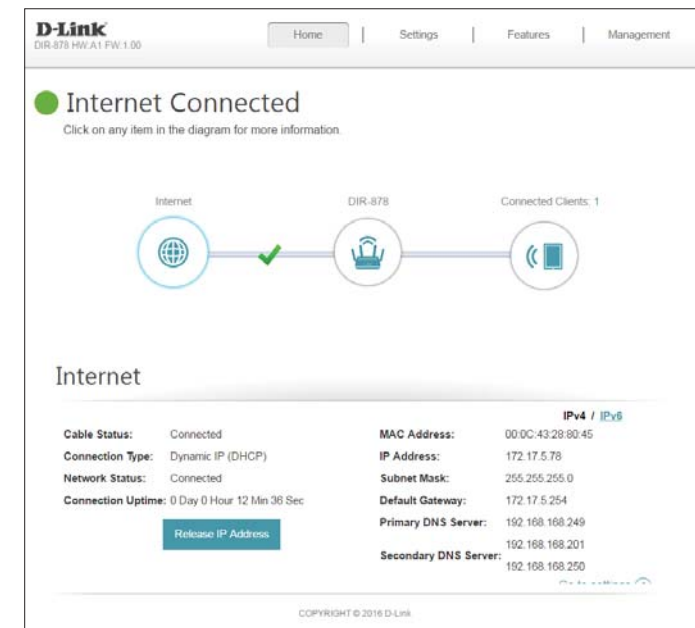 D-Link
DIR-878 HW:A1 FW:1.00
Home | Settings | Features | Management
Internet Connected
Click on any item in the diagram for more information.
Internet
DIR-878
Connected Clients: 1
Internet
IPv4 / IPv6
Cable Status: Connected
Connection Type: Dynamic IP (DHCP)
Network Status: Connected
Connection Uptime: 0 Day 0 Hour 12 Min 36 Sec
Release IP Address
MAC Address: 00:0C:43:28:80:45
IP Address: 172.17.5.78
Subnet Mask: 255.255.255.0
Default Gateway: 172.17.5.254
Primary DNS Server: 192.168.168.249
192.168.168.201
Secondary DNS Server:
192.168.168.250
Go to settings
COPYRIGHT © 2016 D-Link